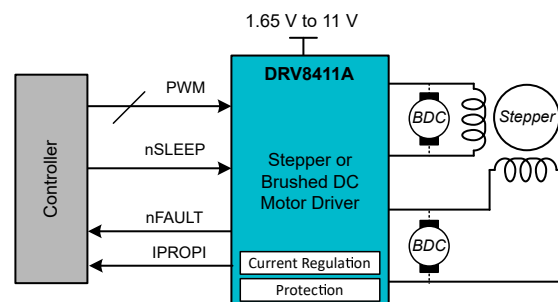 1.65 V to 11 V
DRV8411A
Controller
PWM
nSLEEP
nFAULT
IPROPI
Stepper or
Brushed DC
Motor Driver
Current Regulation
Protection
BDC
Stepper
BDC